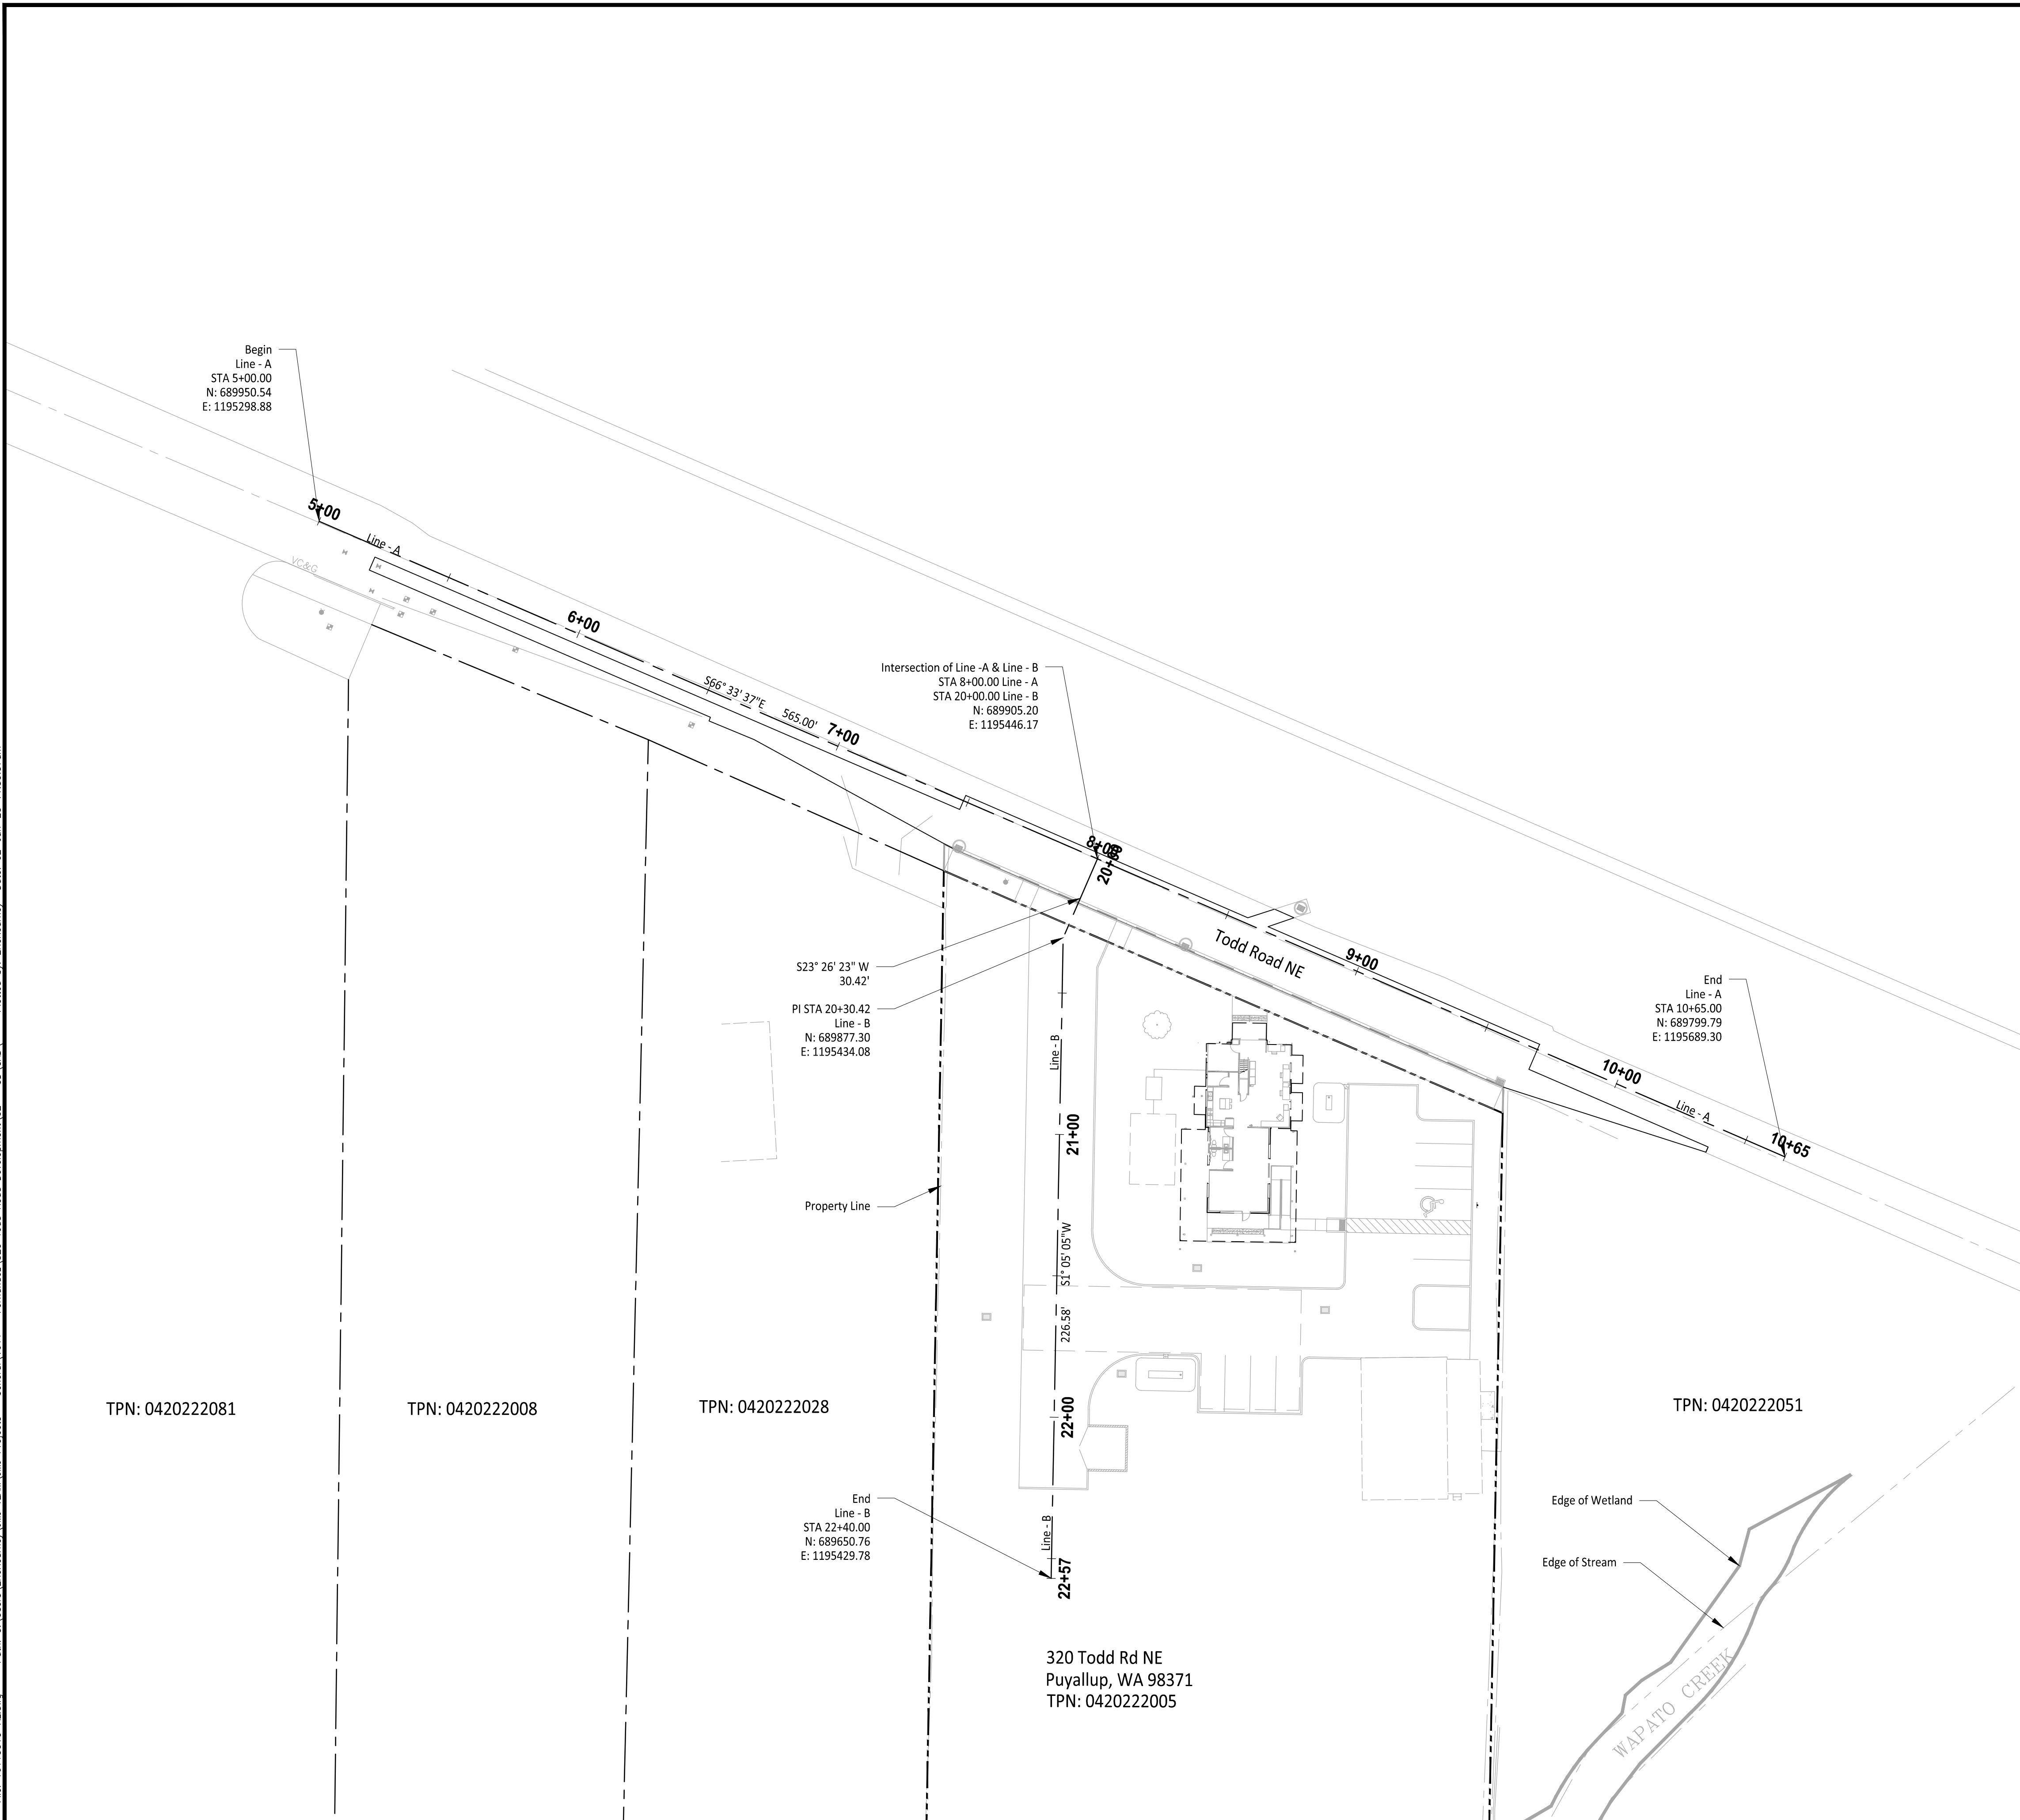 Begin
Line - A
STA 5+00.00
N: 689950.54
E: 1195298.88
5+00
Line - A
VC&G
6+00
S66° 33' 37"E 565.00'
7+00
Intersection of Line -A & Line - B
STA 8+00.00 Line - A
STA 20+00.00 Line - B
N: 689905.20
E: 1195446.17
8+00
20+00
Todd Road NE
9+00
S23° 26' 23" W
30.42'
PI STA 20+30.42
Line - B
N: 689877.30
E: 1195434.08
End
Line - A
STA 10+65.00
N: 689799.79
E: 1195689.30
10+00
Line - A
10+65
Line - B
21+00
Property Line
S1° 05' 05"W
226.58'
22+00
TPN: 0420222081
TPN: 0420222008
TPN: 0420222028
TPN: 0420222051
End
Line - B
STA 22+40.00
N: 689650.76
E: 1195429.78
Line - B
22+57
Edge of Wetland
Edge of Stream
320 Todd Rd NE
Puyallup, WA 98371
TPN: 0420222005
WAPATO CREEK